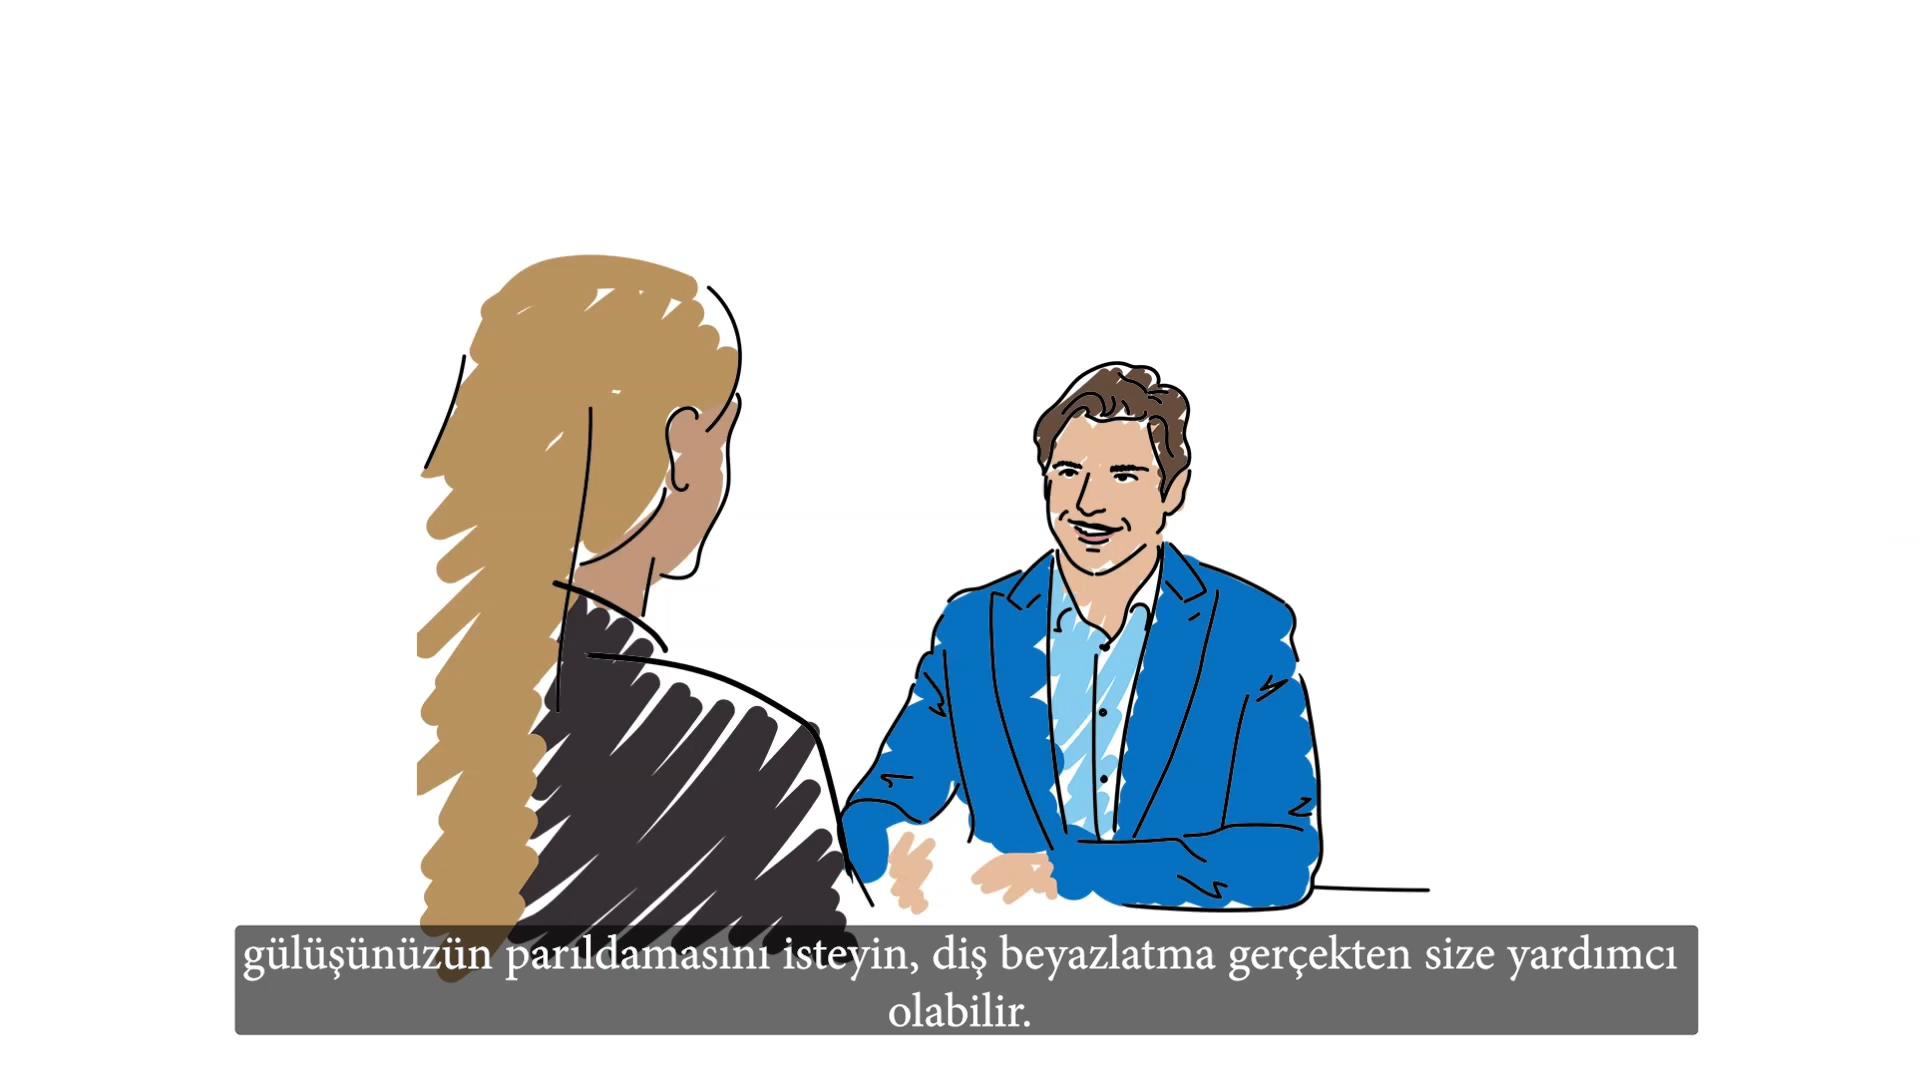 gülüşünüzün parıldamasını isteyin, diş beyazlatma gerçekten size yardımcı
olabilir.